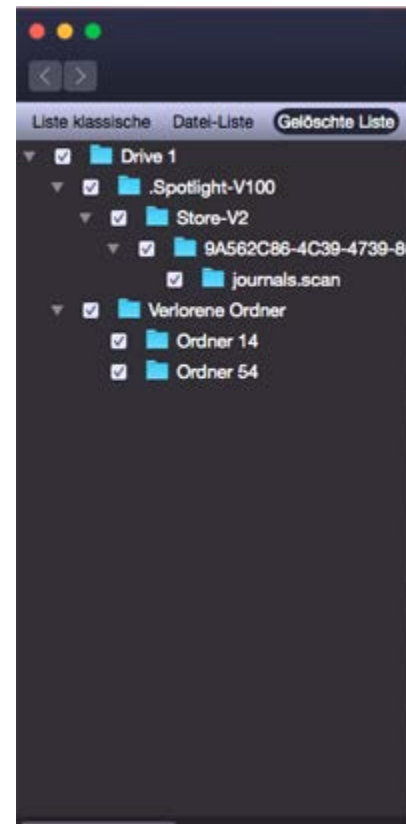 Liste klassische Datei-Liste Gelöschte Liste
Drive 1
.Spotlight-V100
Store-V2
9A562C86-4C39-4739-8
journals.scan
Verlorene Ordner
Ordner 14
Ordner 54